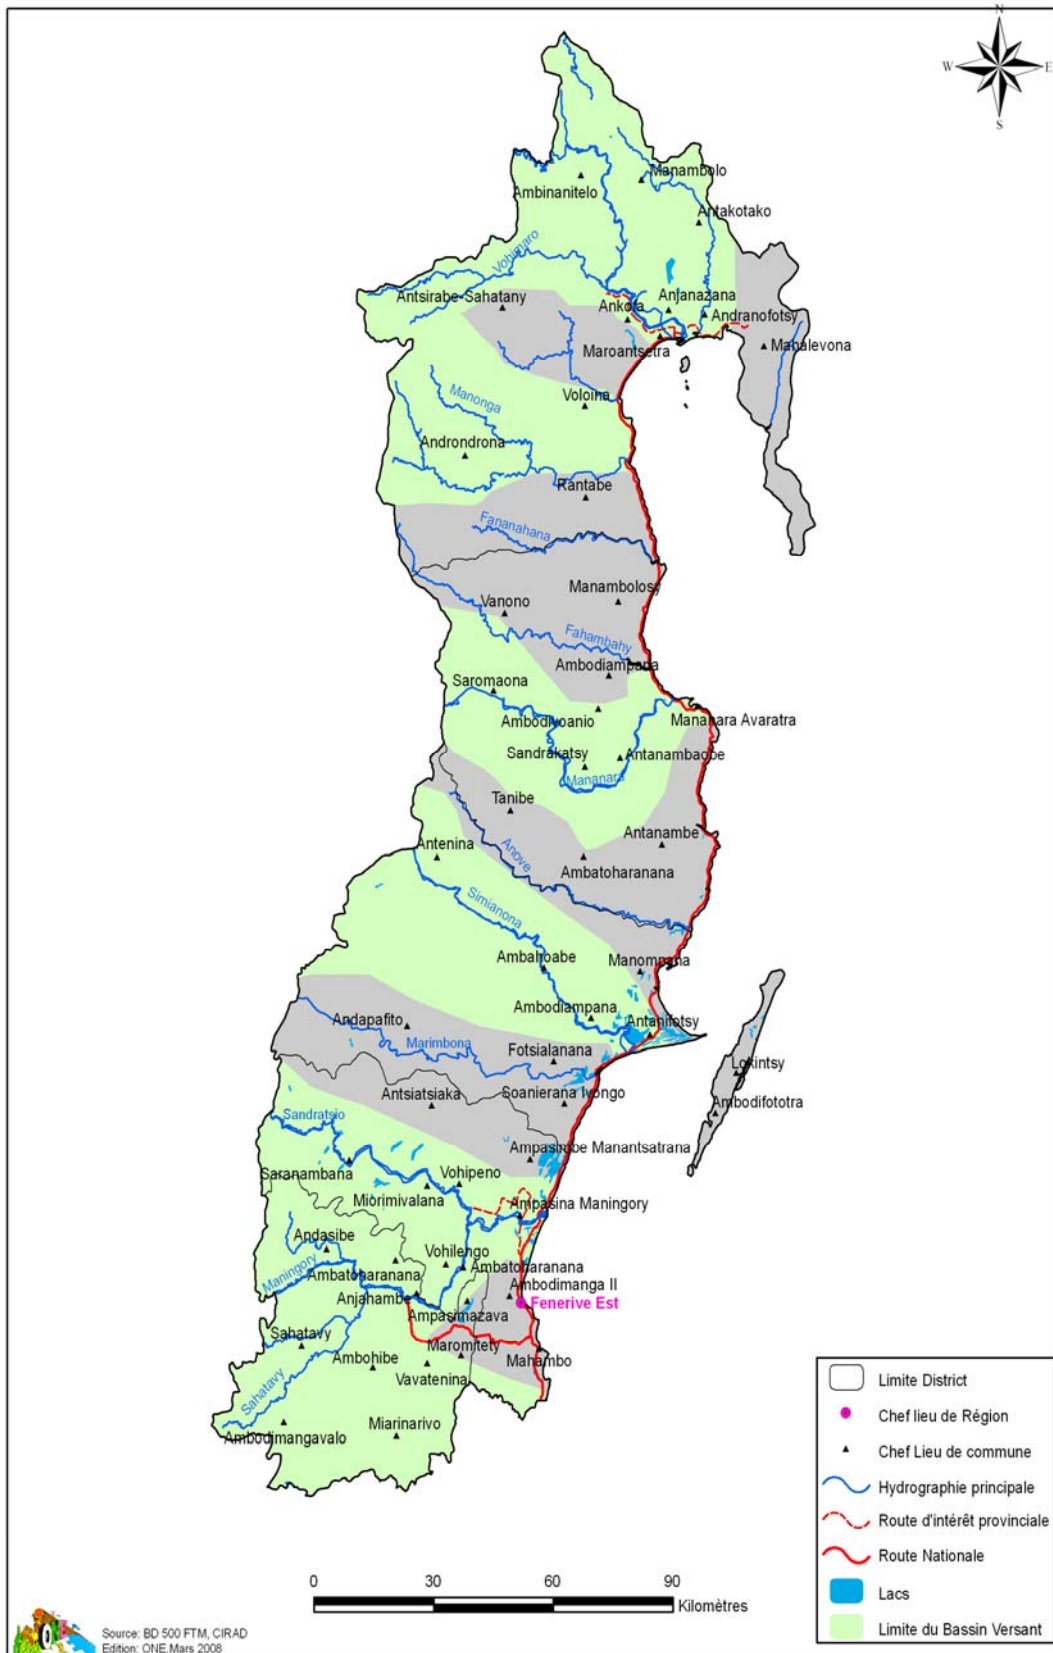 N
W E
S
Manambolo
Ambinanitelo
Antakotako
Vohimaro
Antsirabe-Sahatany
Anjanazana
Ankofa
Andranofotsy
Maroantsetra
Mahalevona
Manonga
Voloina
Androndrona
Rantabe
Fananahana
Manambolosy
Vanono
Fahambahy
Ambodiampana
Saromaona
Ambodivoanio
Mananara Avaratra
Sandrakatsy
Antanambaobe
Mananara
Tanibe
Antanambe
Antenina
Anove
Ambatoharanana
Simianona
Ambahoabe
Manompana
Ambodiampana
Andapafito
Antanifotsy
Marimbona
Fotsialanana
Lokintsy
Antsiatsiaka
Soanierana Ivongo
Ambodifototra
Sandratsio
Ampasimbe Manantsatrana
Saranambana
Vohipeno
Miorimivalana
Ampasina Maningory
Andasibe
Vohilengo
Ambatoharanana
Maningory
Ambatoharanana
Ambodimanga II
Anjahambe
Fenerive Est
Ampasimazava
Sahatavy
Maromitety
Ambohibe
Mahambo
Sahatavy
Vavatenina
Ambodimangavalo
Miarinarivo
Limite District
Chef lieu de Région
Chef Lieu de commune
Hydrographie principale
Route d'intérêt provinciale
Route Nationale
Lacs
Limite du Bassin Versant
0 30 60 90
Kilomètres
Source: BD 500 FTM, CIRAD
Edition: ONE.Mars 2008